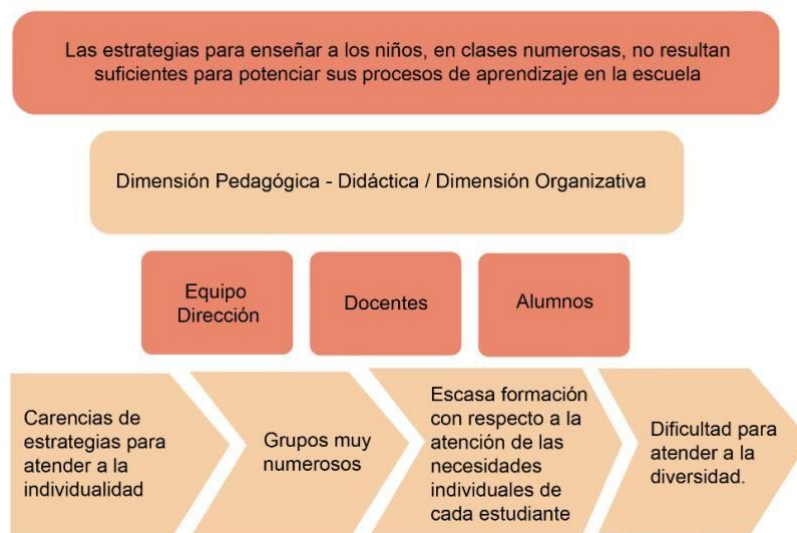 Las estrategias para enseñar a los niños, en clases numerosas, no resultan
suficientes para potenciar sus procesos de aprendizaje en la escuela
Dimensión Pedagógica - Didáctica / Dimensión Organizativa
Equipo
Dirección
Docentes
Alumnos
Carencias de
estrategias para
atender a la
individualidad
Grupos muy
numerosos
Escasa formación
con respecto a la
atención de las
necesidades
individuales de
cada estudiante
Dificultad para
atender a la
diversidad.